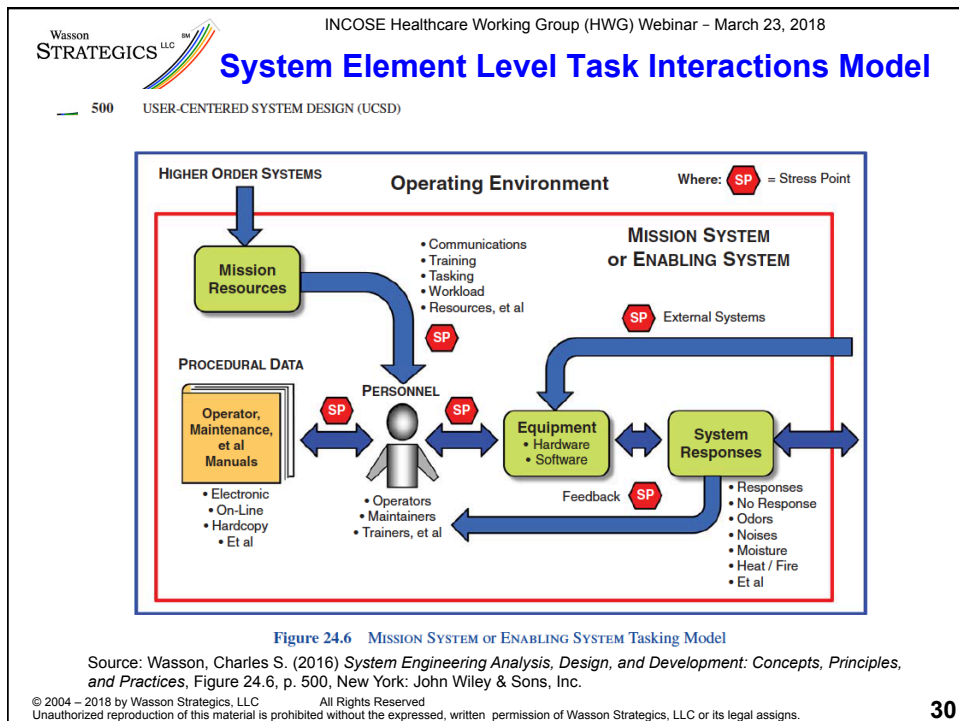 INCOSE Healthcare Working Group (HWG) Webinar – March 23, 2018
Wasson
STRATEGICS LLC SM
System Element Level Task Interactions Model
500 USER-CENTERED SYSTEM DESIGN (UCSD)
HIGHER ORDER SYSTEMS
Operating Environment
Where: SP = Stress Point
MISSION SYSTEM
or ENABLING SYSTEM
Mission
Resources
• Communications
• Training
• Tasking
• Workload
• Resources, et al
SP
SP External Systems
PROCEDURAL DATA
Operator,
Maintenance,
et al
Manuals
• Electronic
• On-Line
• Hardcopy
• Et al
SP
PERSONNEL
SP
• Operators
• Maintainers
• Trainers, et al
Equipment
• Hardware
• Software
System
Responses
Feedback SP
• Responses
• No Response
• Odors
• Noises
• Moisture
• Heat / Fire
• Et al
Figure 24.6 MISSION SYSTEM or ENABLING SYSTEM Tasking Model
Source: Wasson, Charles S. (2016) System Engineering Analysis, Design, and Development: Concepts, Principles,
and Practices, Figure 24.6, p. 500, New York: John Wiley & Sons, Inc.
© 2004 – 2018 by Wasson Strategics, LLC All Rights Reserved
Unauthorized reproduction of this material is prohibited without the expressed, written permission of Wasson Strategics, LLC or its legal assigns.
30